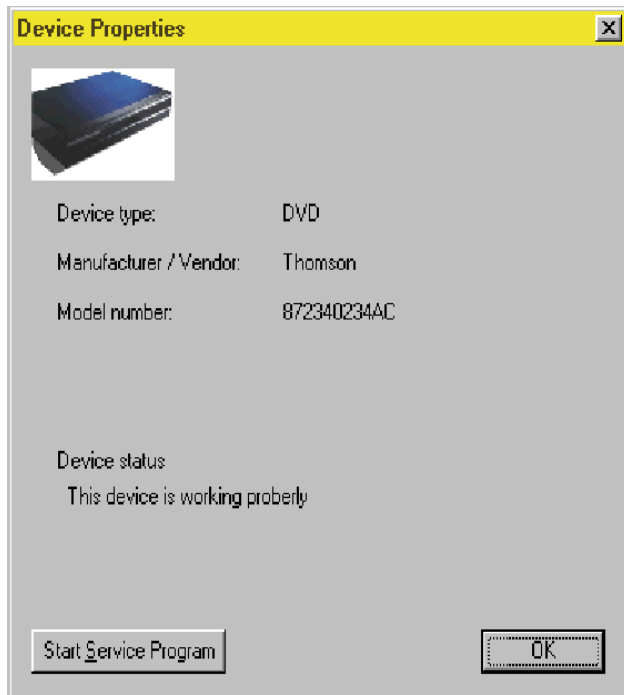 Device Properties
Device type: DVD
Manufacturer / Vendor: Thomson
Model number: 872340234AC
Device status
This device is working proberly
Start Service Program OK